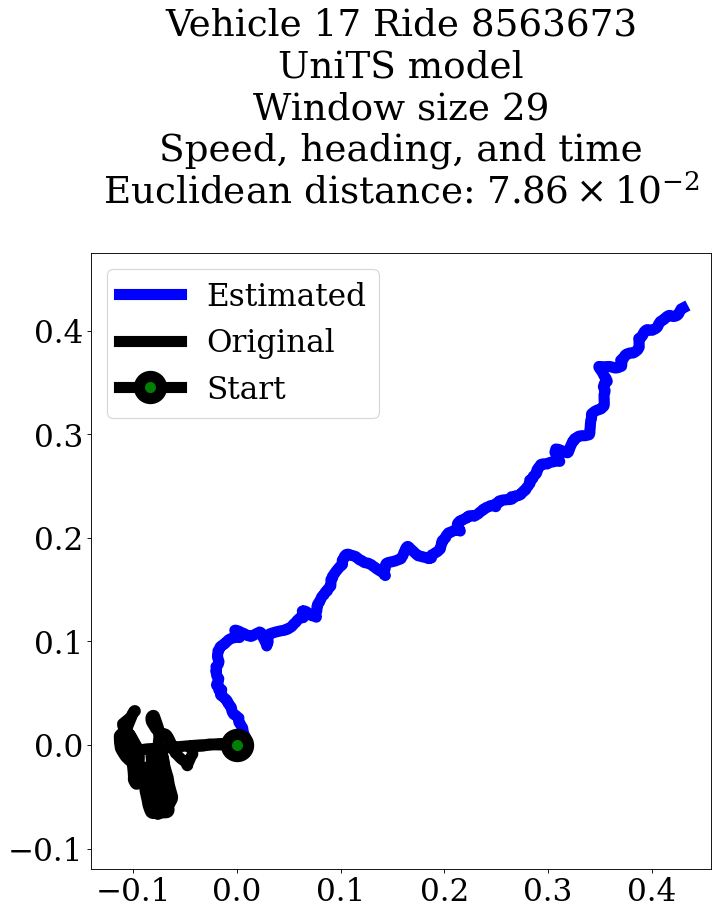 Vehicle 17 Ride 8563673
UniTS model
Window size 29
Speed, heading, and time
Euclidean distance: 7.86 × 10⁻²
Estimated
Original
Start
0.4
0.3
0.2
0.1
0.0
−0.1
−0.1 0.0 0.1 0.2 0.3 0.4